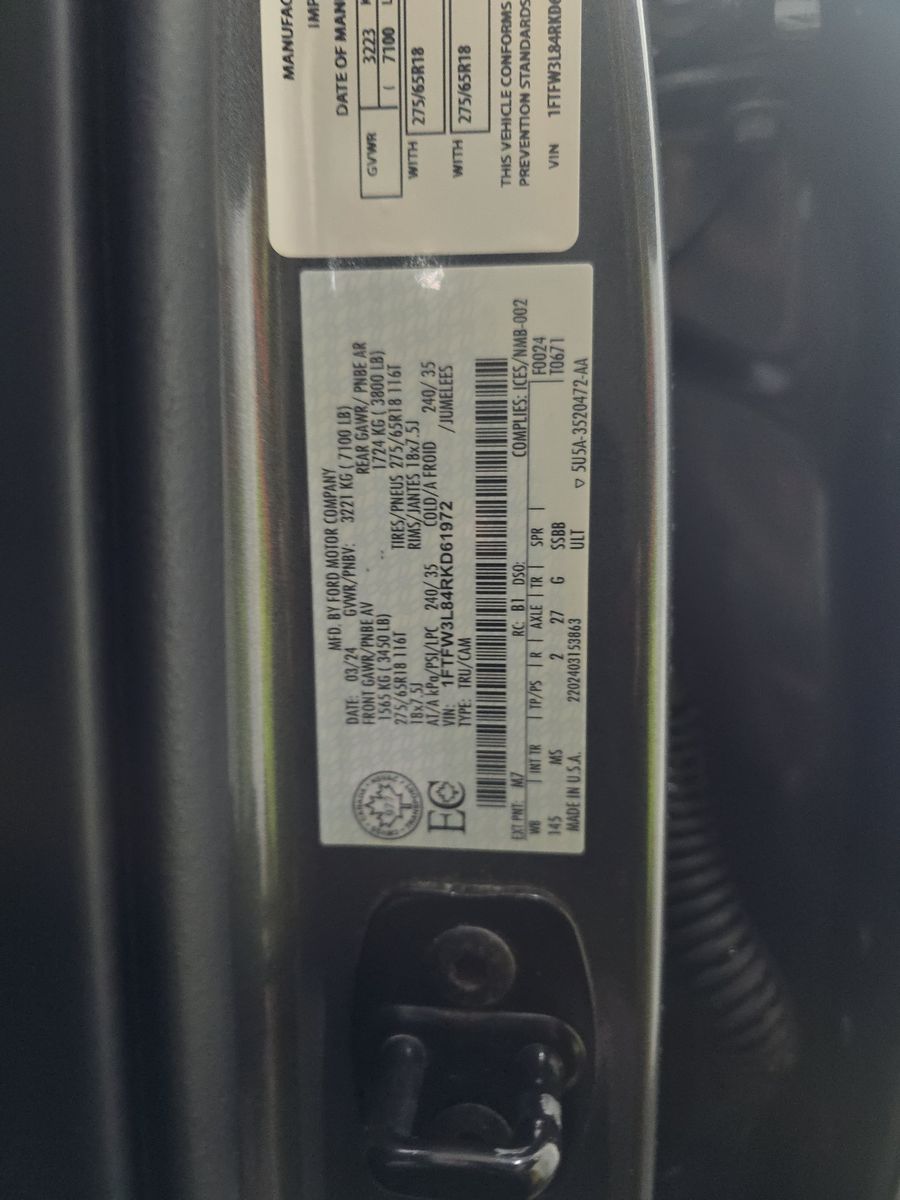 MFD. BY FORD MOTOR COMPANY
DATE: 03/24 GVWR/PNBV: 3221 KG ( 7100 LB)
FRONT GAWR/PNBE AV REAR GAWR/ PNBE AR
1565 KG ( 3450 LB) 1724 KG ( 3800 LB)
275/65R18 116T TIRES/PNEUS 275/65R18 116T
18x7.5J RIMS/JANTES 18x7.5J
AT/A kPa/PSI/LPC 240/ 35 COLD/A FROID 240/ 35
VIN: 1FTFW3L84RKD61972 /JUMELEES
TYPE: TRU/CAM
EC
COMPLIES: ICES/NMB-002
EXT PNT: M7 RC: B1 DSO: F0024
WB INT TR TP/PS R AXLE TR SPR T0671
145 MS 2 27 G SSBB
MADE IN U.S.A. 2202403153863 ULT
5U5A-3520472-AA
MANUFAC
IMP
DATE OF MAN
GVWR 3223
( 7100
WITH 275/65R18
WITH 275/65R18
THIS VEHICLE CONFORMS
PREVENTION STANDARDS
VIN 1FTFW3L84RKD6